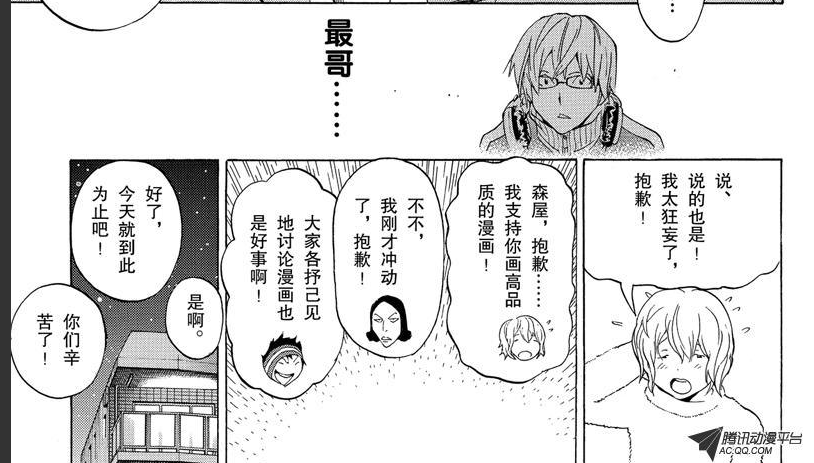 …
最哥……
说、
说的也是！
我太狂妄了，
抱歉！
森屋，抱歉……
我支持你画高品
质的漫画！
不不，
我刚才冲动
了，抱歉！
大家各抒己见
地讨论漫画也
是好事啊！
好了，
今天就到此
为止吧！
是啊。
你们辛
苦了！
腾讯动漫平台
AC.QQ.COM